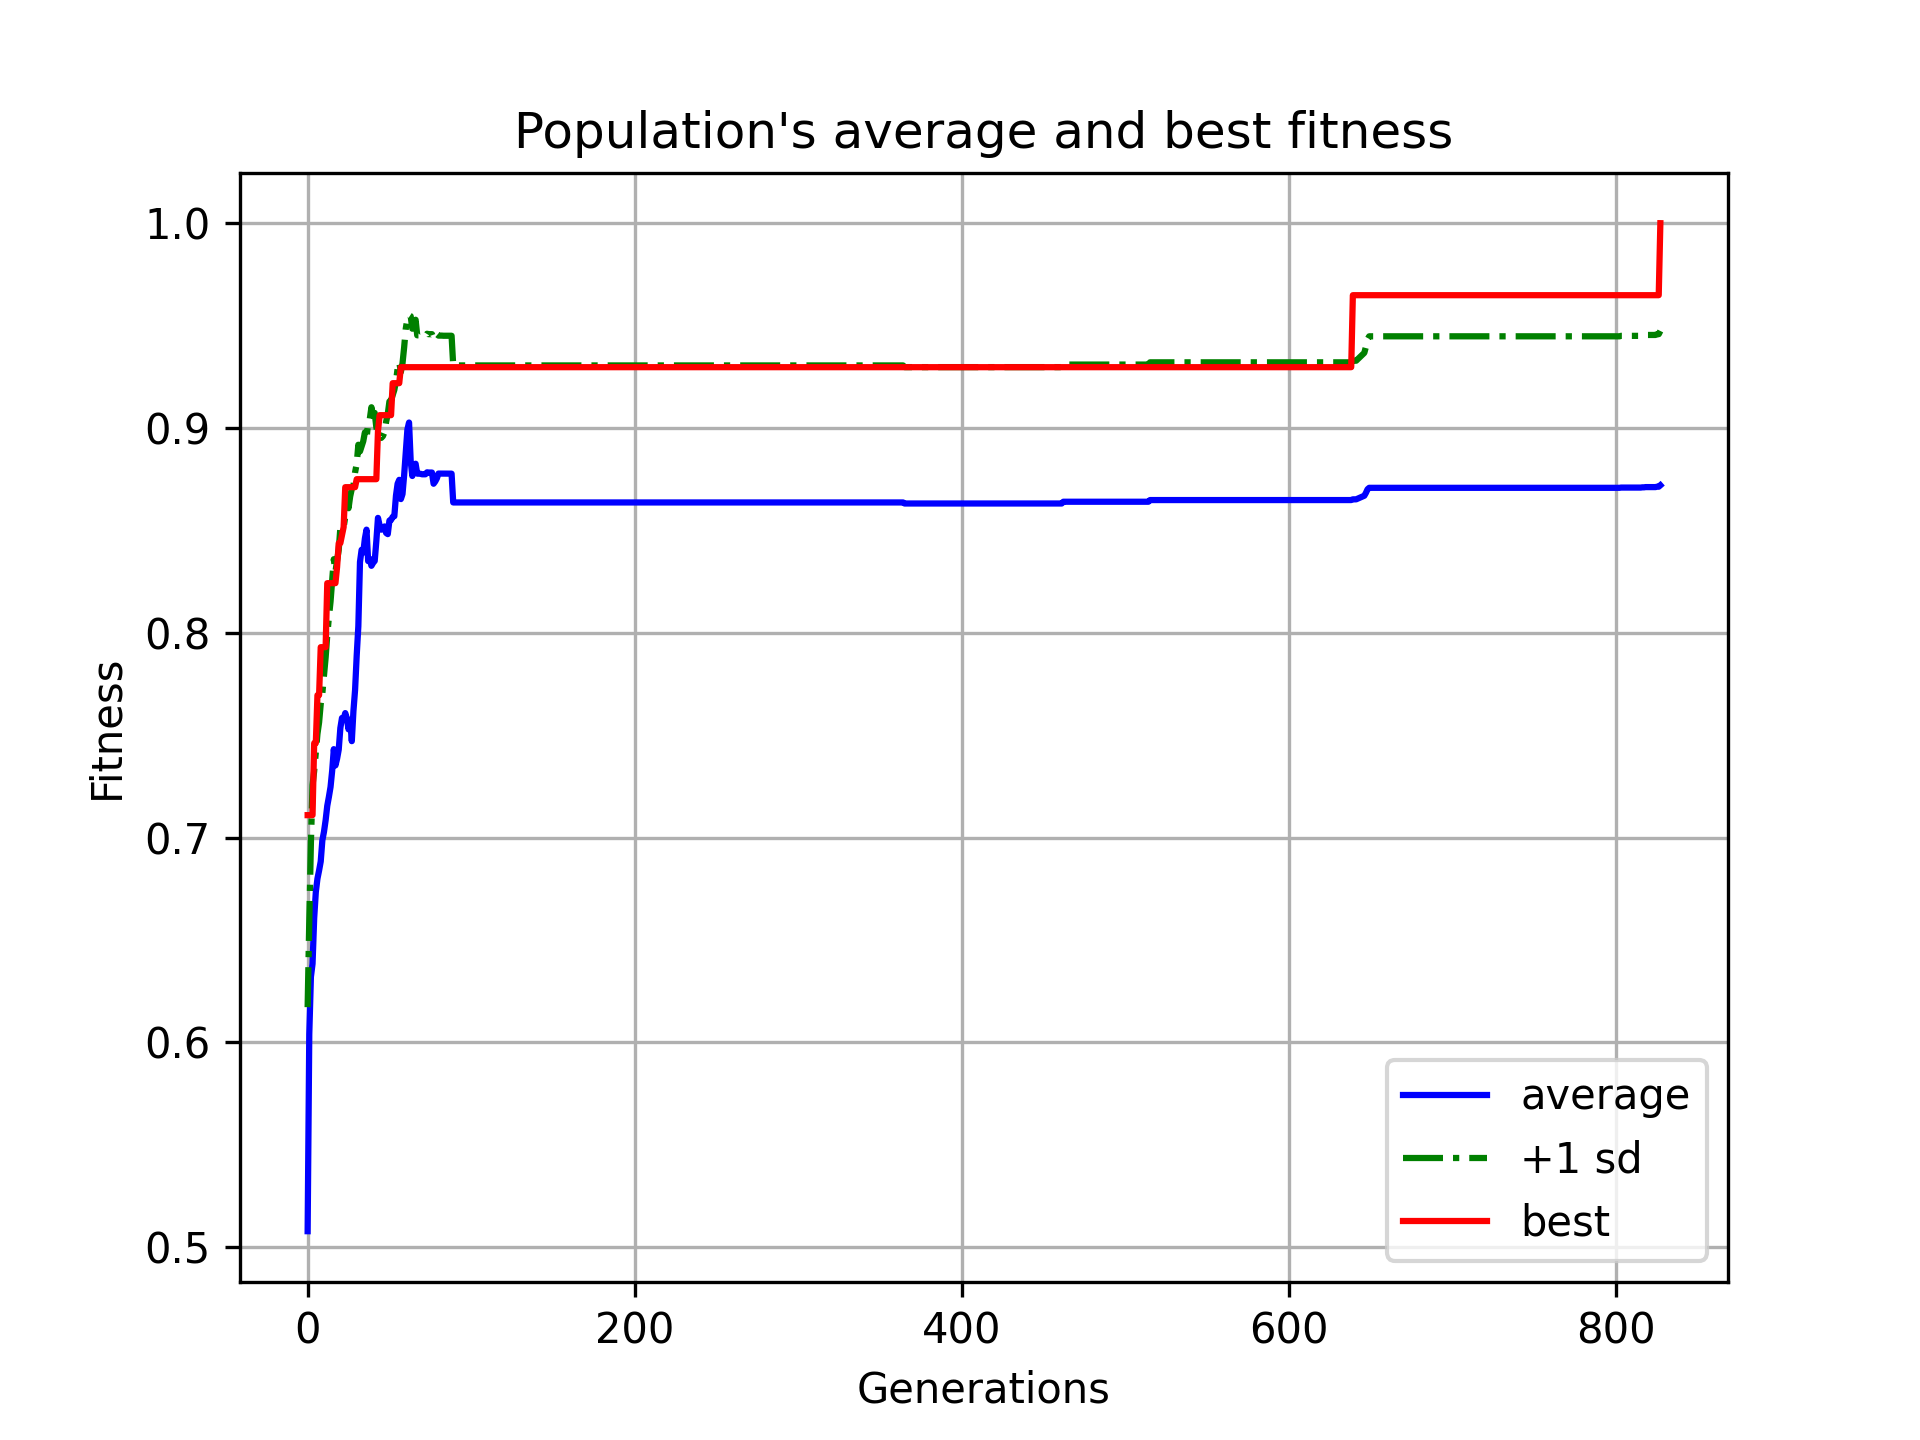 Population's average and best fitness
1.0
0.9
0.8
0.7
0.6
0.5
Fitness
0
200
400
600
800
Generations
average
+1 sd
best